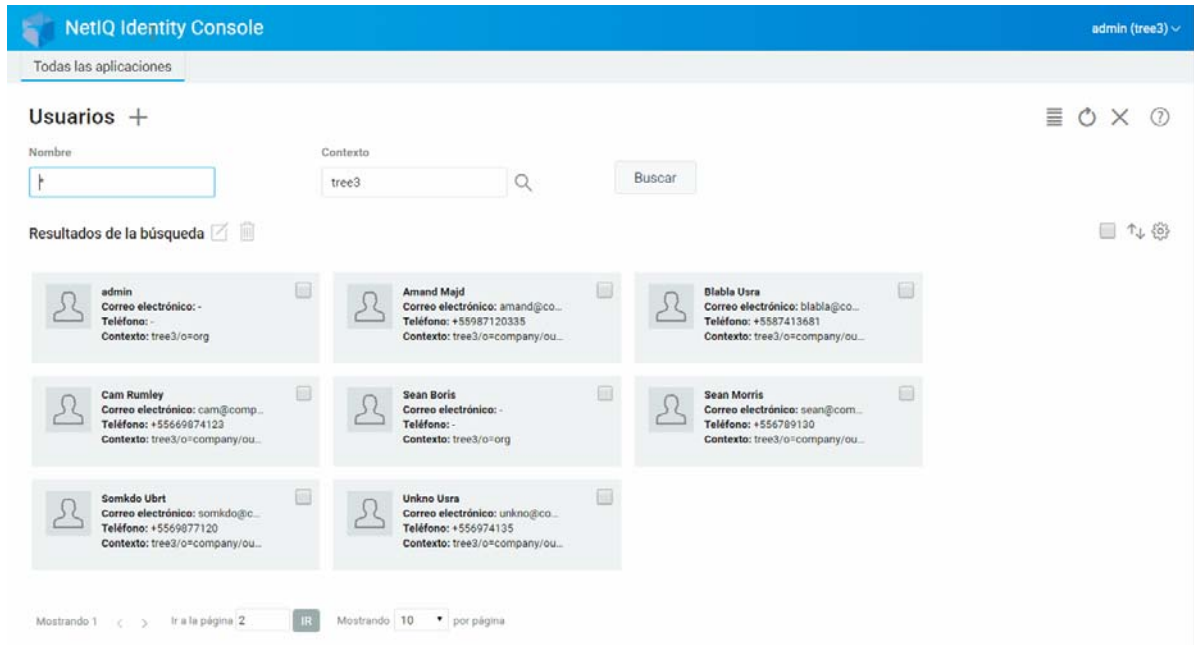 NetIQ Identity Console
admin (tree3)
Todas las aplicaciones
Usuarios
Nombre
Contexto
*
tree3
Buscar
Resultados de la búsqueda
admin
Correo electrónico: -
Teléfono: -
Contexto: tree3/o=org
Amand Majd
Correo electrónico: amand@co...
Teléfono: +55987120335
Contexto: tree3/o=company/ou...
Blabla Usra
Correo electrónico: blabla@co...
Teléfono: +5587413681
Contexto: tree3/o=company/ou...
Cam Rumley
Correo electrónico: cam@comp...
Teléfono: +55669874123
Contexto: tree3/o=company/ou...
Sean Boris
Correo electrónico: -
Teléfono: -
Contexto: tree3/o=org
Sean Morris
Correo electrónico: sean@com...
Teléfono: +556789130
Contexto: tree3/o=company/ou...
Somkdo Ubrt
Correo electrónico: somkdo@c...
Teléfono: +5569877120
Contexto: tree3/o=company/ou...
Unkno Usra
Correo electrónico: unkno@co...
Teléfono: +556974135
Contexto: tree3/o=company/ou...
Mostrando 1 < > Ir a la página 2 IR Mostrando 10 por página